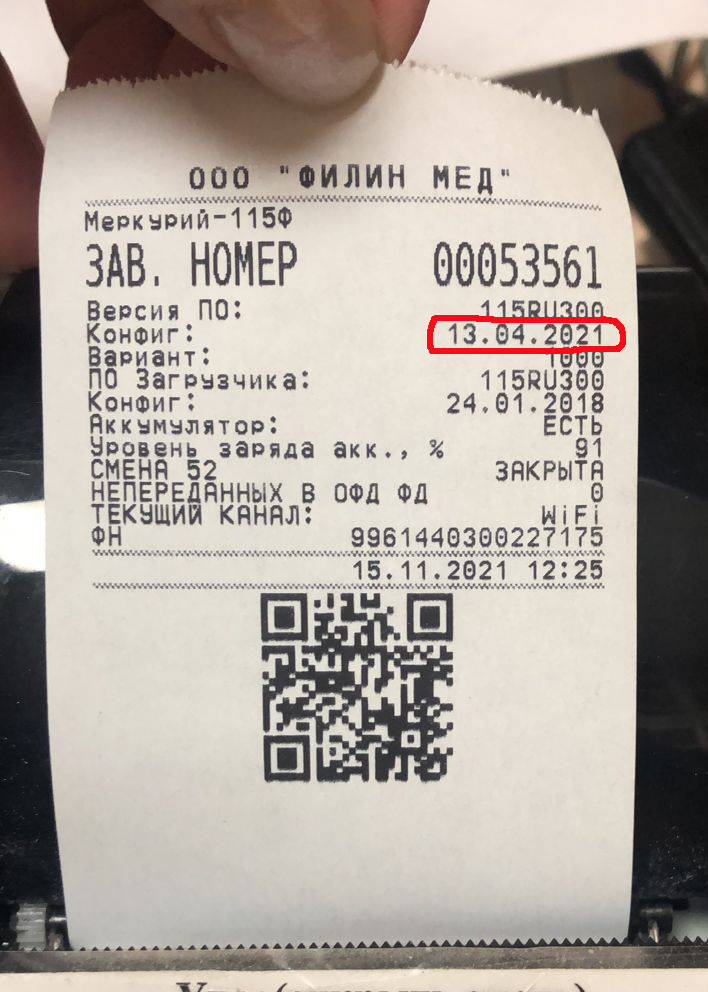 ООО "ФИЛИН МЕД"
Меркурий-115Ф
ЗАВ. НОМЕР 00053561
Версия ПО: 115RU300
Конфиг: 13.04.2021
Вариант: 1000
ПО Загрузчика: 115RU300
Конфиг: 24.01.2018
Аккумулятор: ЕСТЬ
Уровень заряда акк., % 91
СМЕНА 52 ЗАКРЫТА
НЕПЕРЕДАННЫХ В ОФД ФД 0
ТЕКУЩИЙ КАНАЛ: WiFi
ФН 9961440300227175
15.11.2021 12:25